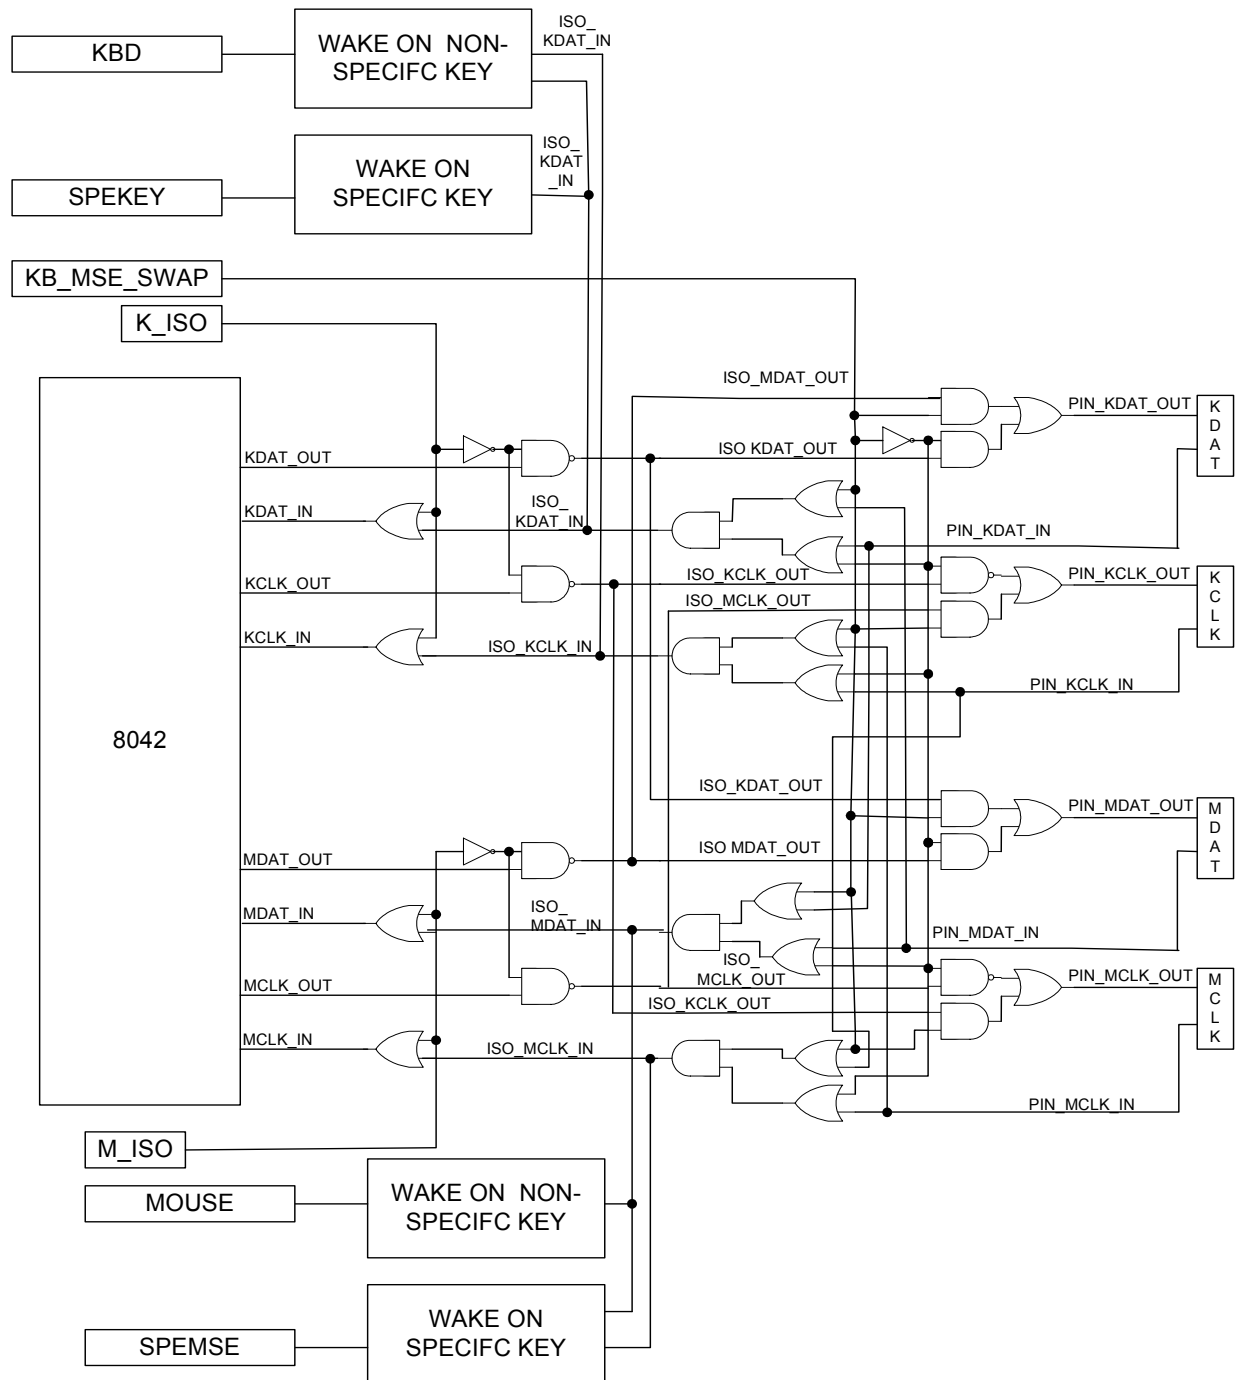 ISO_
KDAT_IN
KBD
WAKE ON NON-
SPECIFC KEY
ISO_
KDAT
_IN
SPEKEY
WAKE ON
SPECIFC KEY
KB_MSE_SWAP
K_ISO
ISO_MDAT_OUT
PIN_KDAT_OUT
K
D
A
T
KDAT_OUT
ISO KDAT_OUT
KDAT_IN
ISO_
KDAT_IN
PIN_KDAT_IN
KCLK_OUT
ISO_KCLK_OUT
PIN_KCLK_OUT
K
C
L
K
ISO_MCLK_OUT
KCLK_IN
ISO_KCLK_IN
PIN_KCLK_IN
8042
ISO_KDAT_OUT
PIN_MDAT_OUT
M
D
A
T
MDAT_OUT
ISO MDAT_OUT
MDAT_IN
ISO_
MDAT_IN
PIN_MDAT_IN
ISO_
MCLK_OUT
MCLK_OUT
PIN_MCLK_OUT
M
C
L
K
ISO_KCLK_OUT
MCLK_IN
ISO_MCLK_IN
PIN_MCLK_IN
M_ISO
MOUSE
WAKE ON NON-
SPECIFC KEY
SPEMSE
WAKE ON
SPECIFC KEY